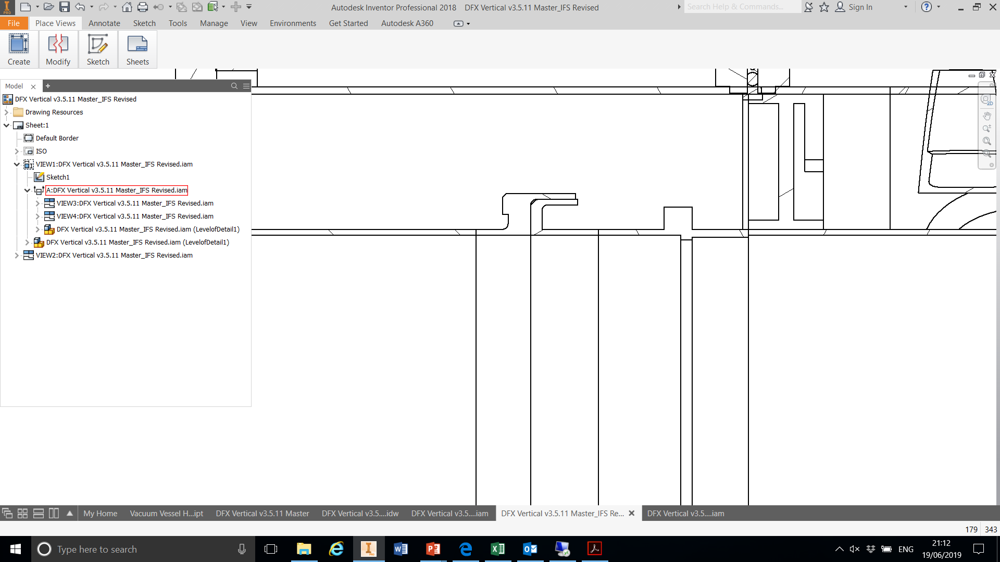 Autodesk Inventor Professional 2018 DFX Vertical v3.5.11 Master_IFS Revised
Search Help & Commands...
Sign In
File Place Views Annotate Sketch Tools Manage View Environments Get Started Autodesk A360
PRO
Create Modify Sketch Sheets
Model
DFX Vertical v3.5.11 Master_IFS Revised
Drawing Resources
Sheet:1
Default Border
ISO
VIEW1:DFX Vertical v3.5.11 Master_IFS Revised.iam
Sketch1
A:DFX Vertical v3.5.11 Master_IFS Revised.iam
VIEW3:DFX Vertical v3.5.11 Master_IFS Revised.iam
VIEW4:DFX Vertical v3.5.11 Master_IFS Revised.iam
DFX Vertical v3.5.11 Master_IFS Revised.iam (LevelofDetail1)
DFX Vertical v3.5.11 Master_IFS Revised.iam (LevelofDetail1)
VIEW2:DFX Vertical v3.5.11 Master_IFS Revised.iam
2D
My Home Vacuum Vessel H...ipt DFX Vertical v3.5.11 Master DFX Vertical v3.5....idw DFX Vertical v3.5....iam DFX Vertical v3.5.11 Master_IFS Re... DFX Vertical v3.5....iam
179 343
Type here to search
ENG
21:12
19/06/2019